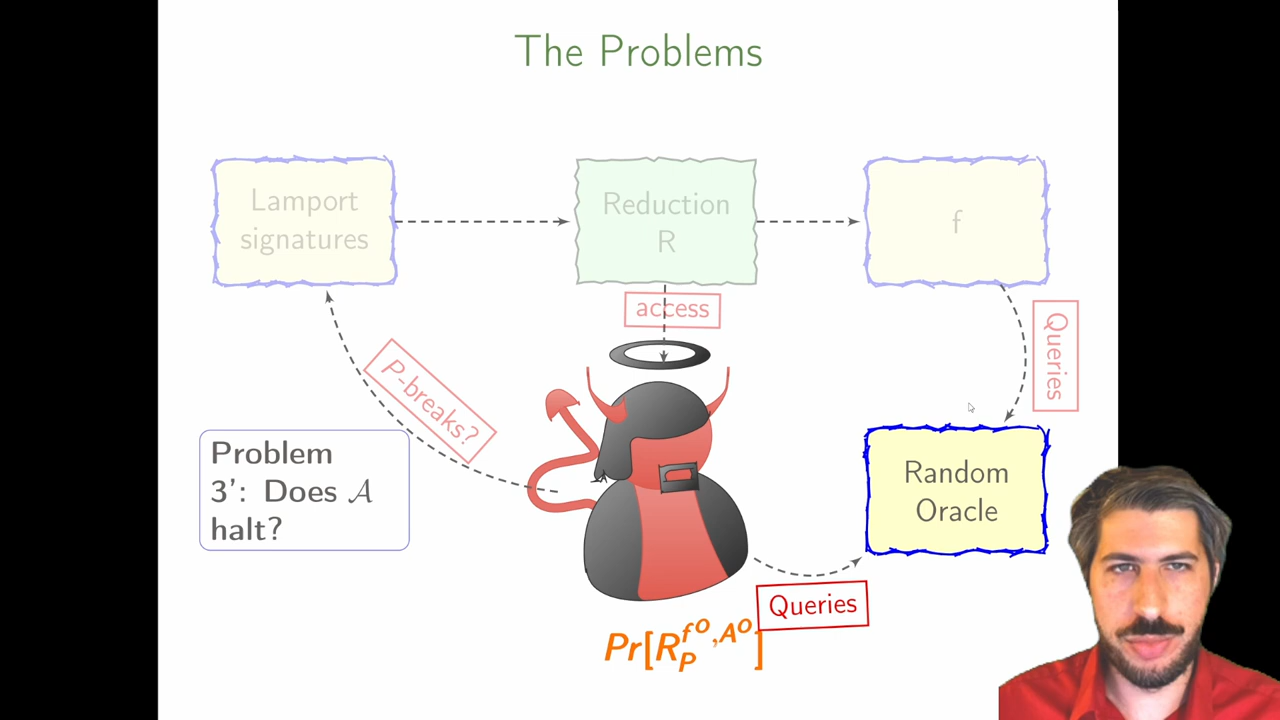 The Problems
Lamport
signatures
Reduction
R
f
access
Queries
P-breaks?
Problem
3': Does 𝒜
halt?
Random
Oracle
Queries
Pr[R_P^{f^O,A^O}]